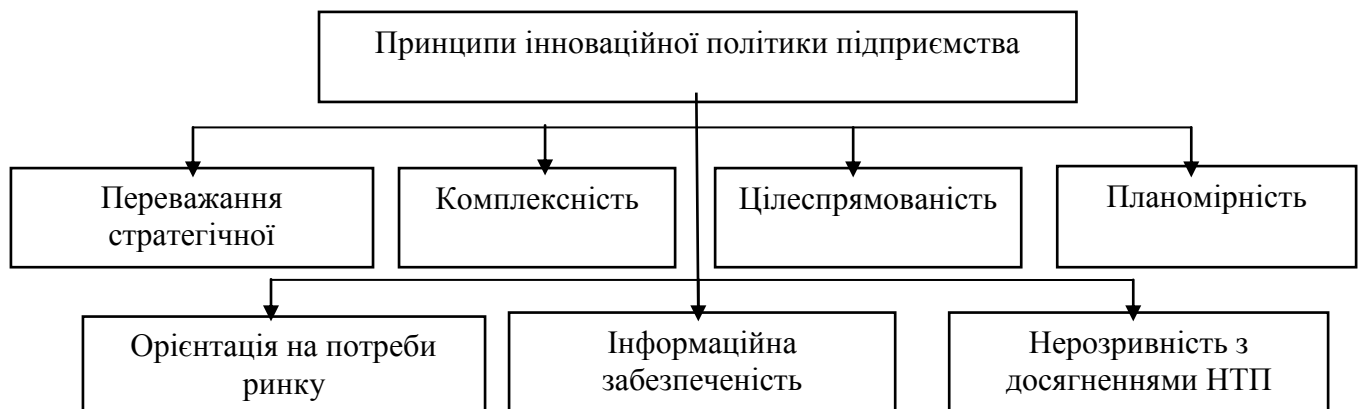 Принципи інноваційної політики підприємства
Переважання
стратегічної
Комплексність
Цілеспрямованість
Планомірність
Орієнтація на потреби
ринку
Інформаційна
забезпеченість
Нерозривність з
досягненнями НТП